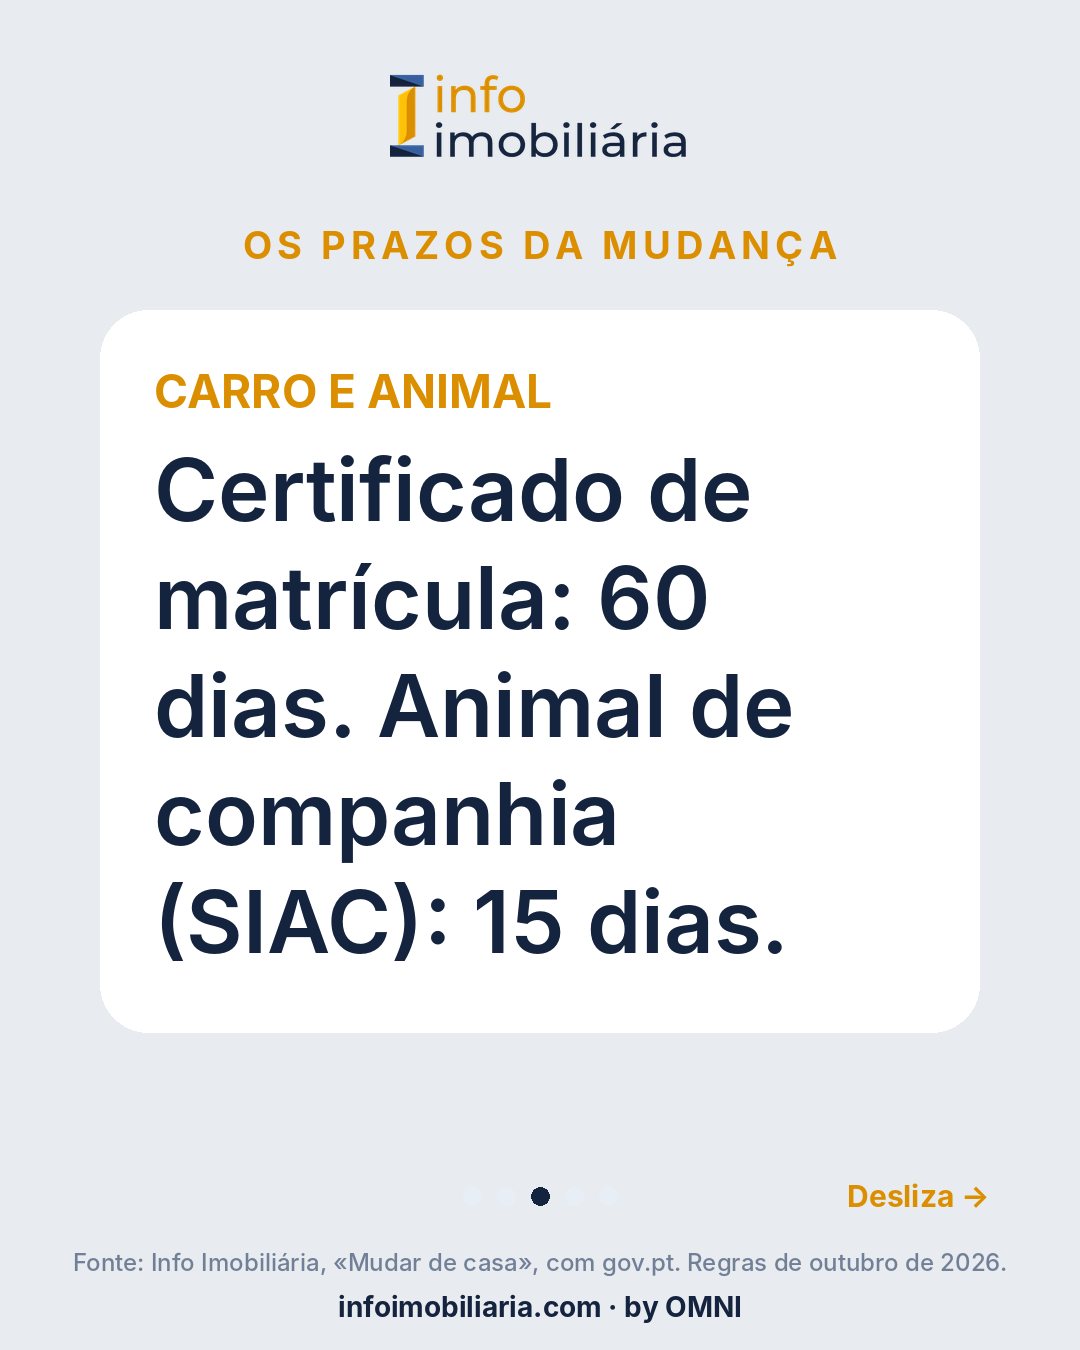 info
imobiliária
OS PRAZOS DA MUDANÇA
CARRO E ANIMAL
Certificado de
matrícula: 60
dias. Animal de
companhia
(SIAC): 15 dias.
Desliza →
Fonte: Info Imobiliária, «Mudar de casa», com gov.pt. Regras de outubro de 2026.
infoimobiliaria.com · by OMNI